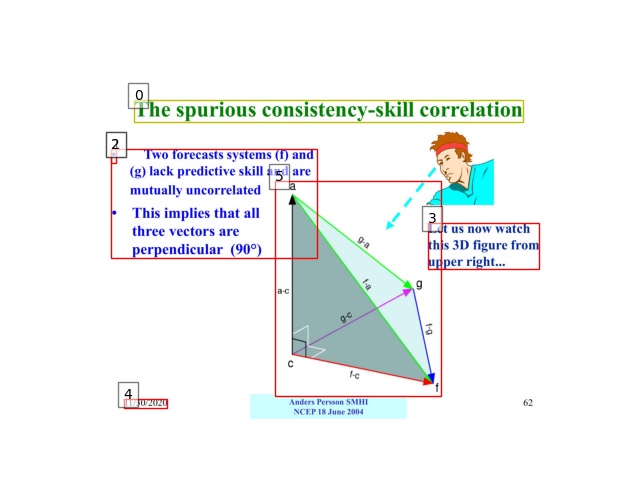 0
The spurious consistency-skill correlation
2
Two forecasts systems (f) and
(g) lack predictive skill and are
mutually uncorrelated
• This implies that all
three vectors are
perpendicular (90°)
5
a
3
Let us now watch
this 3D figure from
upper right...
g-a
f-a
g
a-c
g-c
f-g
c
f-c
f
4
11/30/2020
Anders Persson SMHI
NCEP 18 June 2004
62